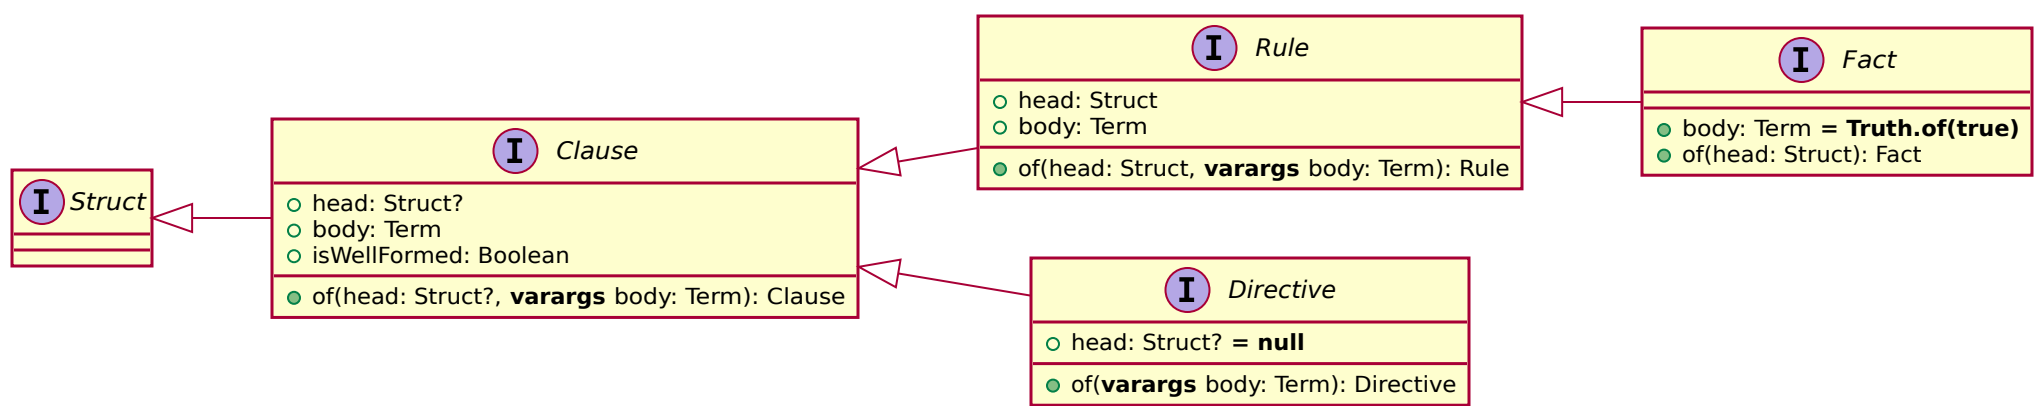 I Struct
I Clause
head: Struct?
body: Term
isWellFormed: Boolean
of(head: Struct?, varargs body: Term): Clause
I Rule
head: Struct
body: Term
of(head: Struct, varargs body: Term): Rule
I Directive
head: Struct? = null
of(varargs body: Term): Directive
I Fact
body: Term = Truth.of(true)
of(head: Struct): Fact